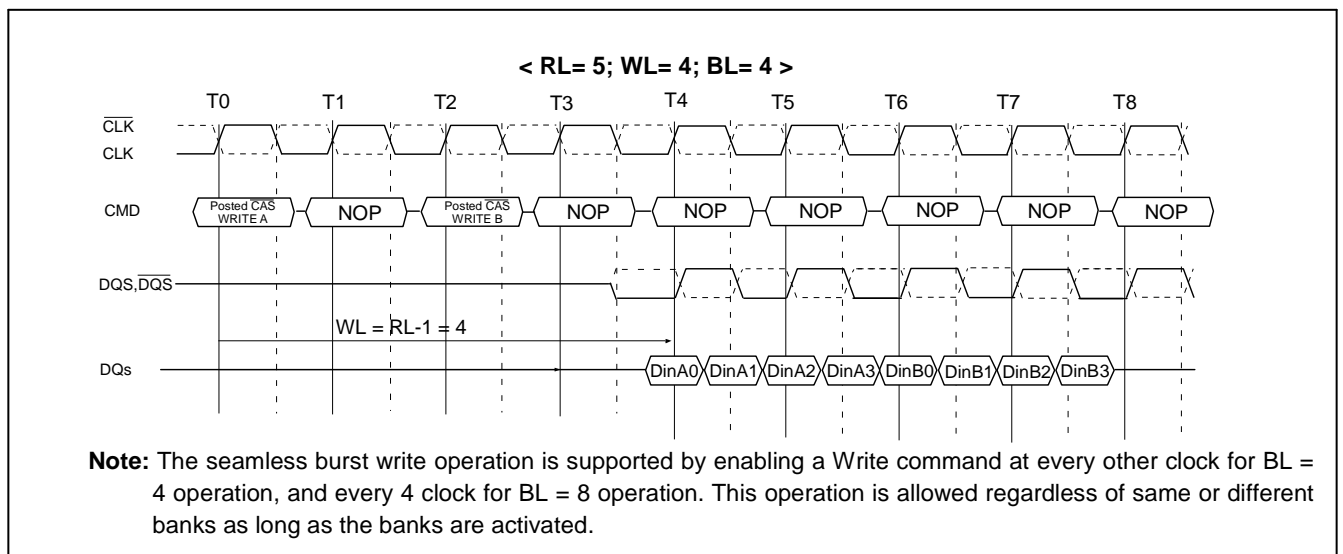 < RL= 5; WL= 4; BL= 4 >
T0 T1 T2 T3 T4 T5 T6 T7 T8
CLK
CLK
CMD
Posted CAS
WRITE A
NOP
Posted CAS
WRITE B
NOP
NOP
NOP
NOP
NOP
NOP
DQS,DQS
WL = RL-1 = 4
DQs
DinA0 DinA1 DinA2 DinA3 DinB0 DinB1 DinB2 DinB3
Note: The seamless burst write operation is supported by enabling a Write command at every other clock for BL =
4 operation, and every 4 clock for BL = 8 operation. This operation is allowed regardless of same or different
banks as long as the banks are activated.